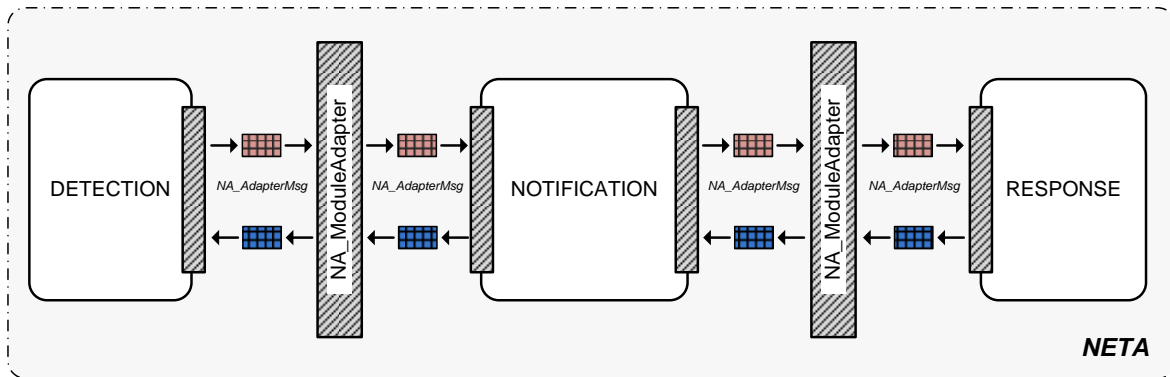 DETECTION
NA_AdapterMsg
NA_ModuleAdapter
NA_AdapterMsg
NOTIFICATION
NA_AdapterMsg
NA_ModuleAdapter
NA_AdapterMsg
RESPONSE
NETA